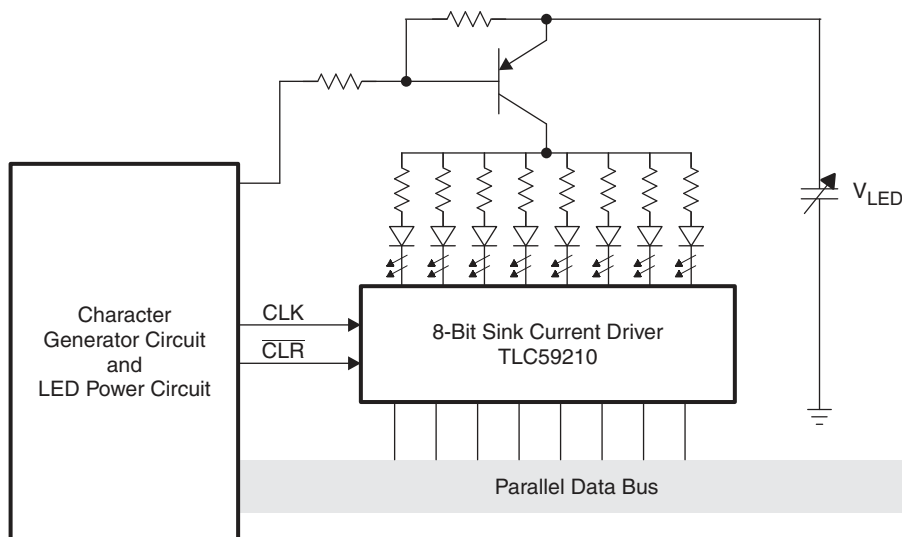 V_LED
Character
Generator Circuit
and
LED Power Circuit
CLK
CLR
8-Bit Sink Current Driver
TLC59210
Parallel Data Bus